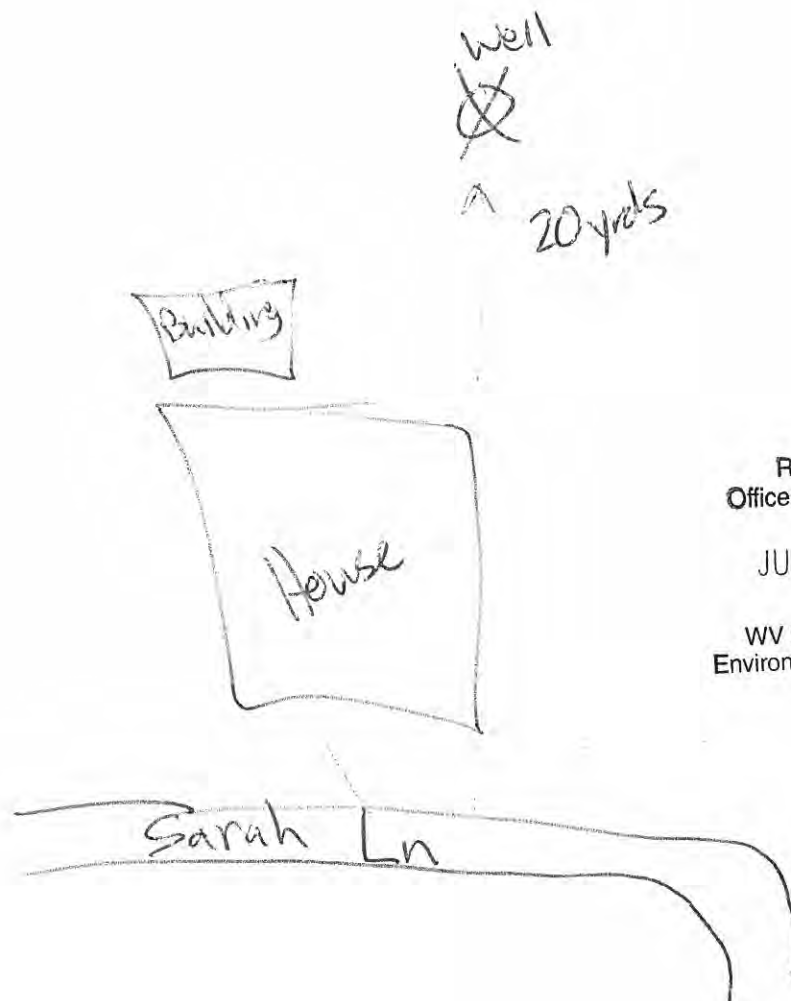 Well
20 yrds
Building
House
R
Office
JU
WV
Environ
Sarah Ln